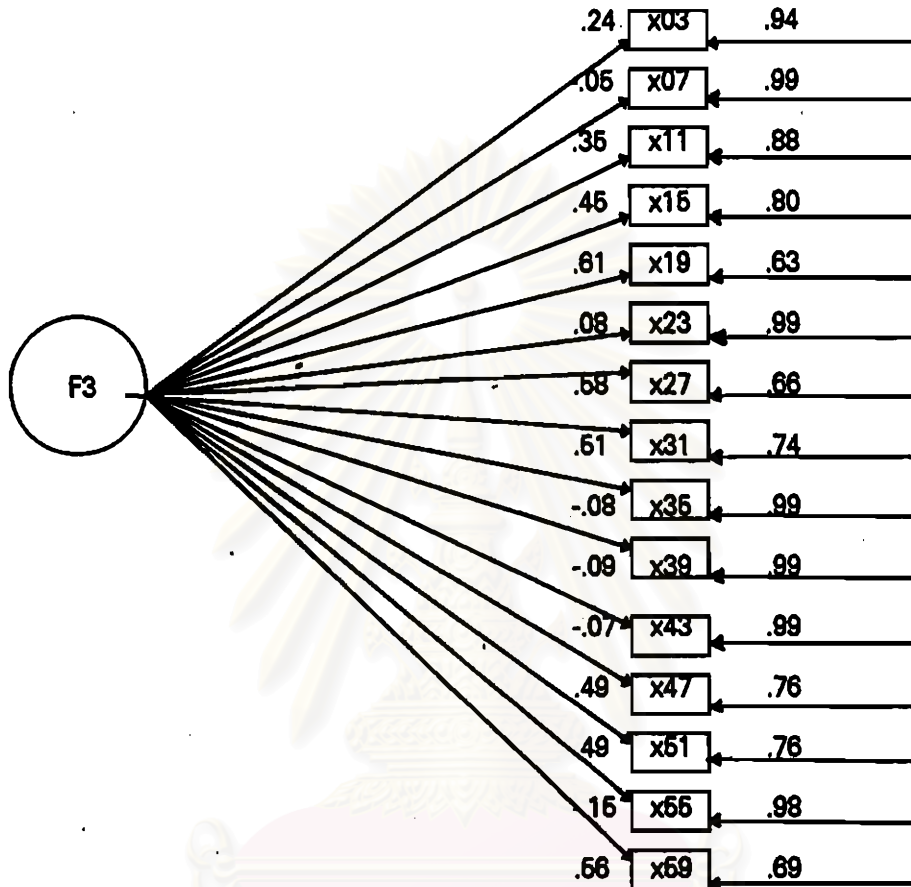 .24 x03 .94
-.05 x07 .99
.35 x11 .88
.45 x15 .80
.61 x19 .63
.08 x23 .99
F3
.58 x27 .66
.51 x31 .74
-.08 x35 .99
-.09 x39 .99
-.07 x43 .99
.49 x47 .76
.49 x51 .76
.15 x55 .98
.56 x59 .69